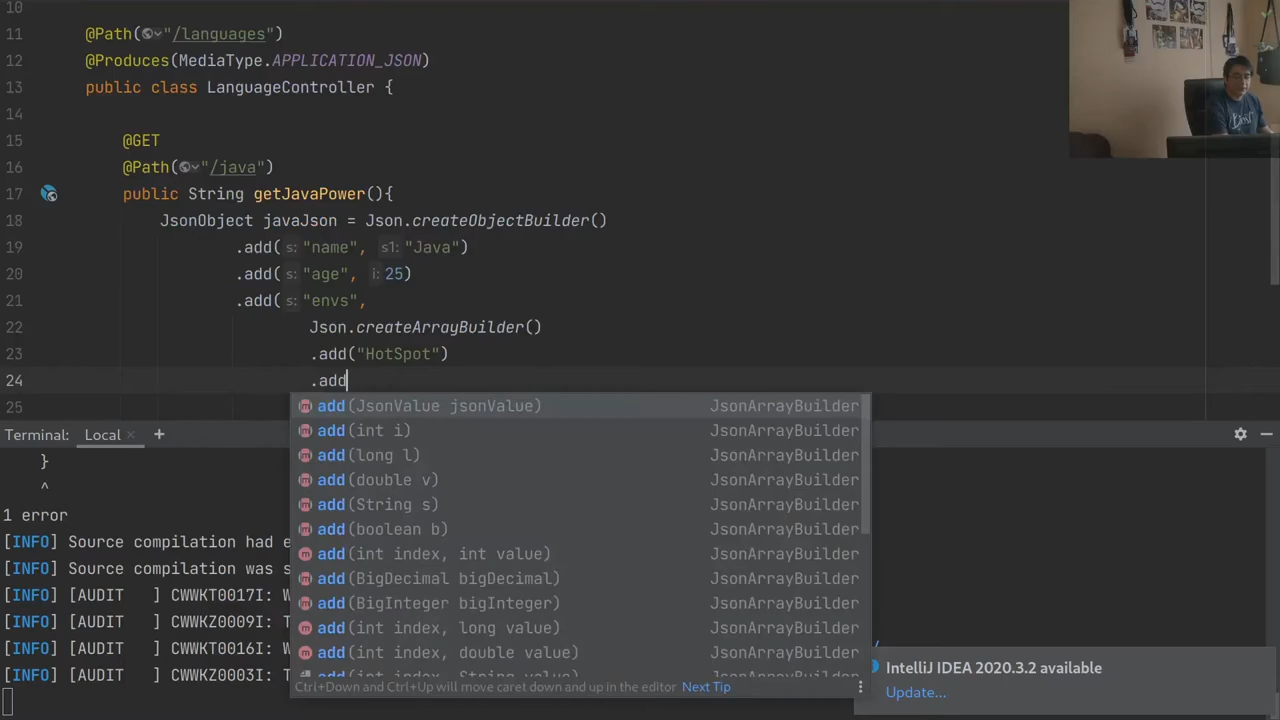 10
11 @Path("/languages")
12 @Produces(MediaType.APPLICATION_JSON)
13 public class LanguageController {
14
15 @GET
16 @Path("/java")
17 public String getJavaPower(){
18 JsonObject javaJson = Json.createObjectBuilder()
19 .add( s: "name", s1: "Java")
20 .add( s: "age", i: 25)
21 .add( s: "envs",
22 Json.createArrayBuilder()
23 .add("HotSpot")
24 .add
25
add(JsonValue jsonValue) JsonArrayBuilder
add(int i) JsonArrayBuilder
add(long l) JsonArrayBuilder
add(double v) JsonArrayBuilder
add(String s) JsonArrayBuilder
add(boolean b) JsonArrayBuilder
add(int index, int value) JsonArrayBuilder
add(BigDecimal bigDecimal) JsonArrayBuilder
add(BigInteger bigInteger) JsonArrayBuilder
add(int index, long value) JsonArrayBuilder
add(int index, double value) JsonArrayBuilder
add(int index, String value) JsonArrayBuilder
Ctrl+Down and Ctrl+Up will move caret down and up in the editor Next Tip
Terminal: Local × +
}
^
1 error
[INFO] Source compilation had e
[INFO] Source compilation was s
[INFO] [AUDIT ] CWWKT0017I: W
[INFO] [AUDIT ] CWWKZ0009I: T
[INFO] [AUDIT ] CWWKT0016I: W
[INFO] [AUDIT ] CWWKZ0003I: T
/
IntelliJ IDEA 2020.3.2 available
Update...